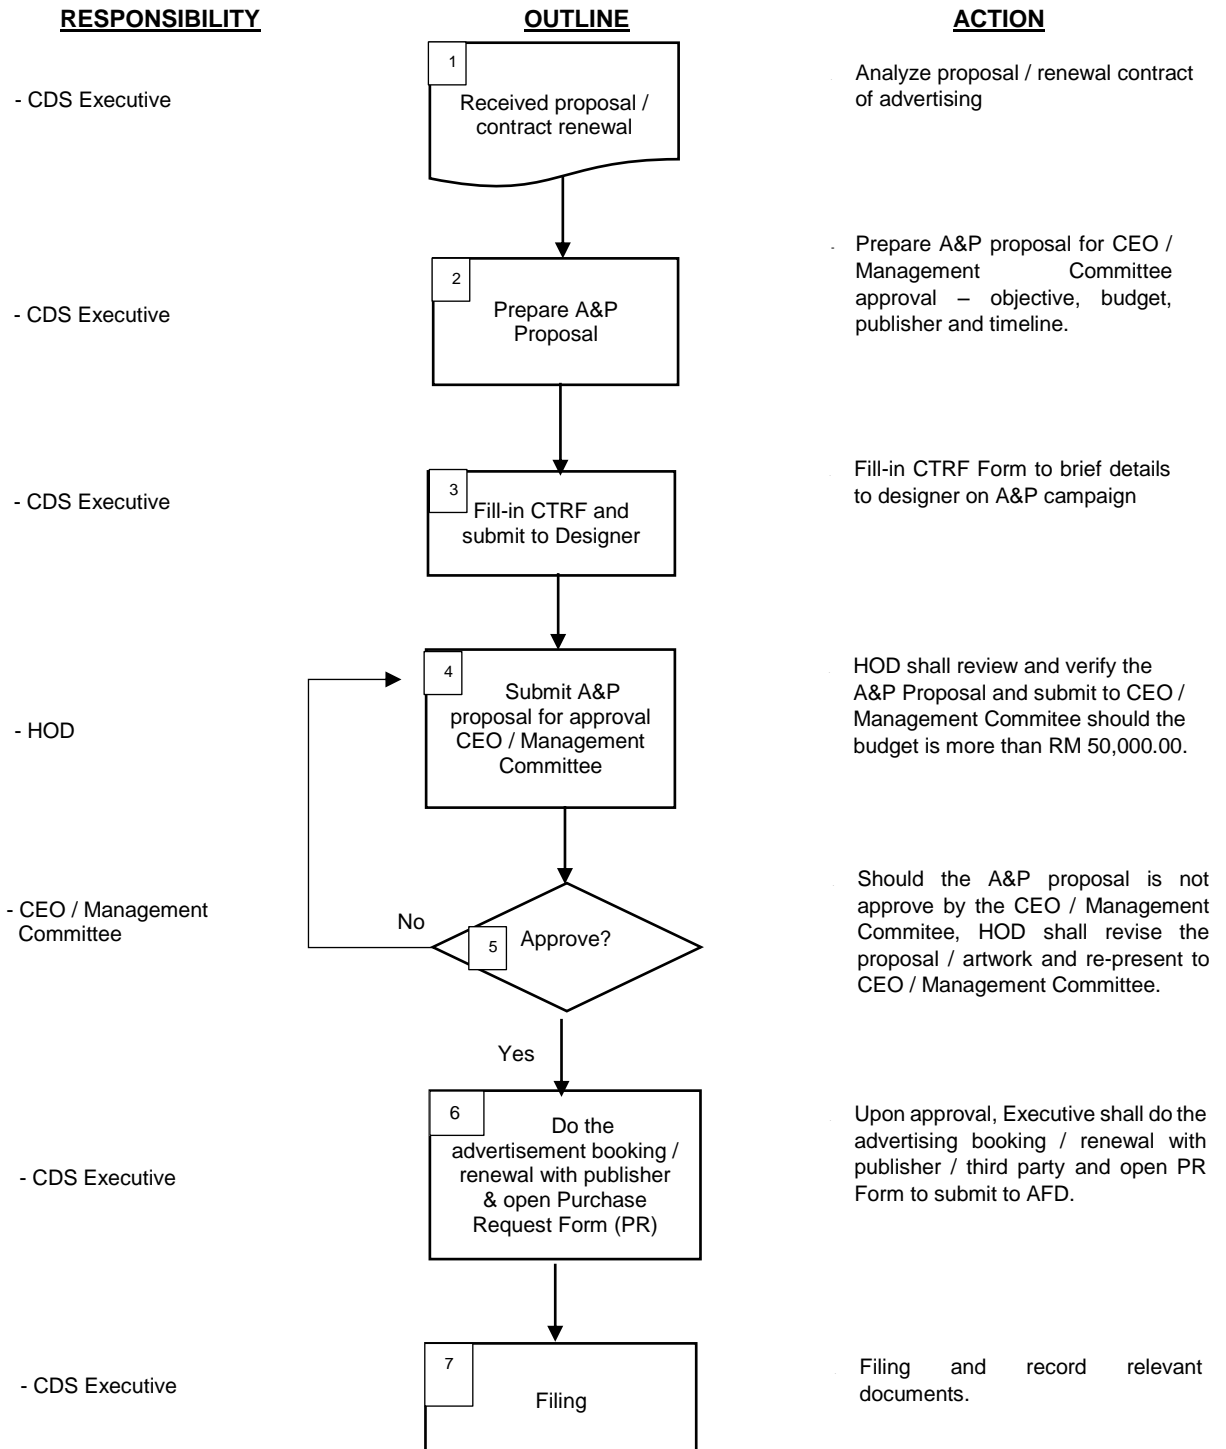 RESPONSIBILITY OUTLINE ACTION
- CDS Executive
1
Received proposal /
contract renewal
Analyze proposal / renewal contract
of advertising
- CDS Executive
2
Prepare A&P
Proposal
- Prepare A&P proposal for CEO /
Management Committee
approval – objective, budget,
publisher and timeline.
- CDS Executive
3
Fill-in CTRF and
submit to Designer
Fill-in CTRF Form to brief details
to designer on A&P campaign
- HOD
4
Submit A&P
proposal for approval
CEO / Management
Committee
HOD shall review and verify the
A&P Proposal and submit to CEO /
Management Commitee should the
budget is more than RM 50,000.00.
- CEO / Management
Committee
No
5
Approve?
Should the A&P proposal is not
approve by the CEO / Management
Commitee, HOD shall revise the
proposal / artwork and re-present to
CEO / Management Committee.
Yes
- CDS Executive
6
Do the
advertisement booking /
renewal with publisher
& open Purchase
Request Form (PR)
Upon approval, Executive shall do the
advertising booking / renewal with
publisher / third party and open PR
Form to submit to AFD.
- CDS Executive
7
Filing
Filing and record relevant
documents.